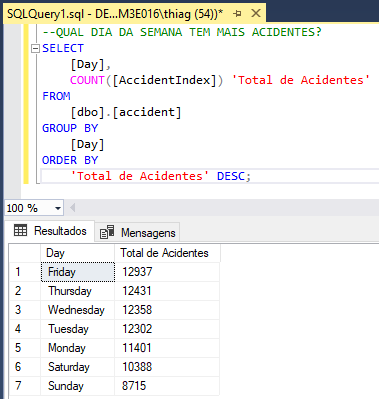 SQLQuery1.sql - DE...M3E016\thiag (54))*
--QUAL DIA DA SEMANA TEM MAIS ACIDENTES?
SELECT
[Day],
COUNT([AccidentIndex]) 'Total de Acidentes'
FROM
[dbo].[accident]
GROUP BY
[Day]
ORDER BY
'Total de Acidentes' DESC;
100 %
Resultados Mensagens
Day Total de Acidentes
1 Friday 12937
2 Thursday 12431
3 Wednesday 12358
4 Tuesday 12302
5 Monday 11401
6 Saturday 10388
7 Sunday 8715